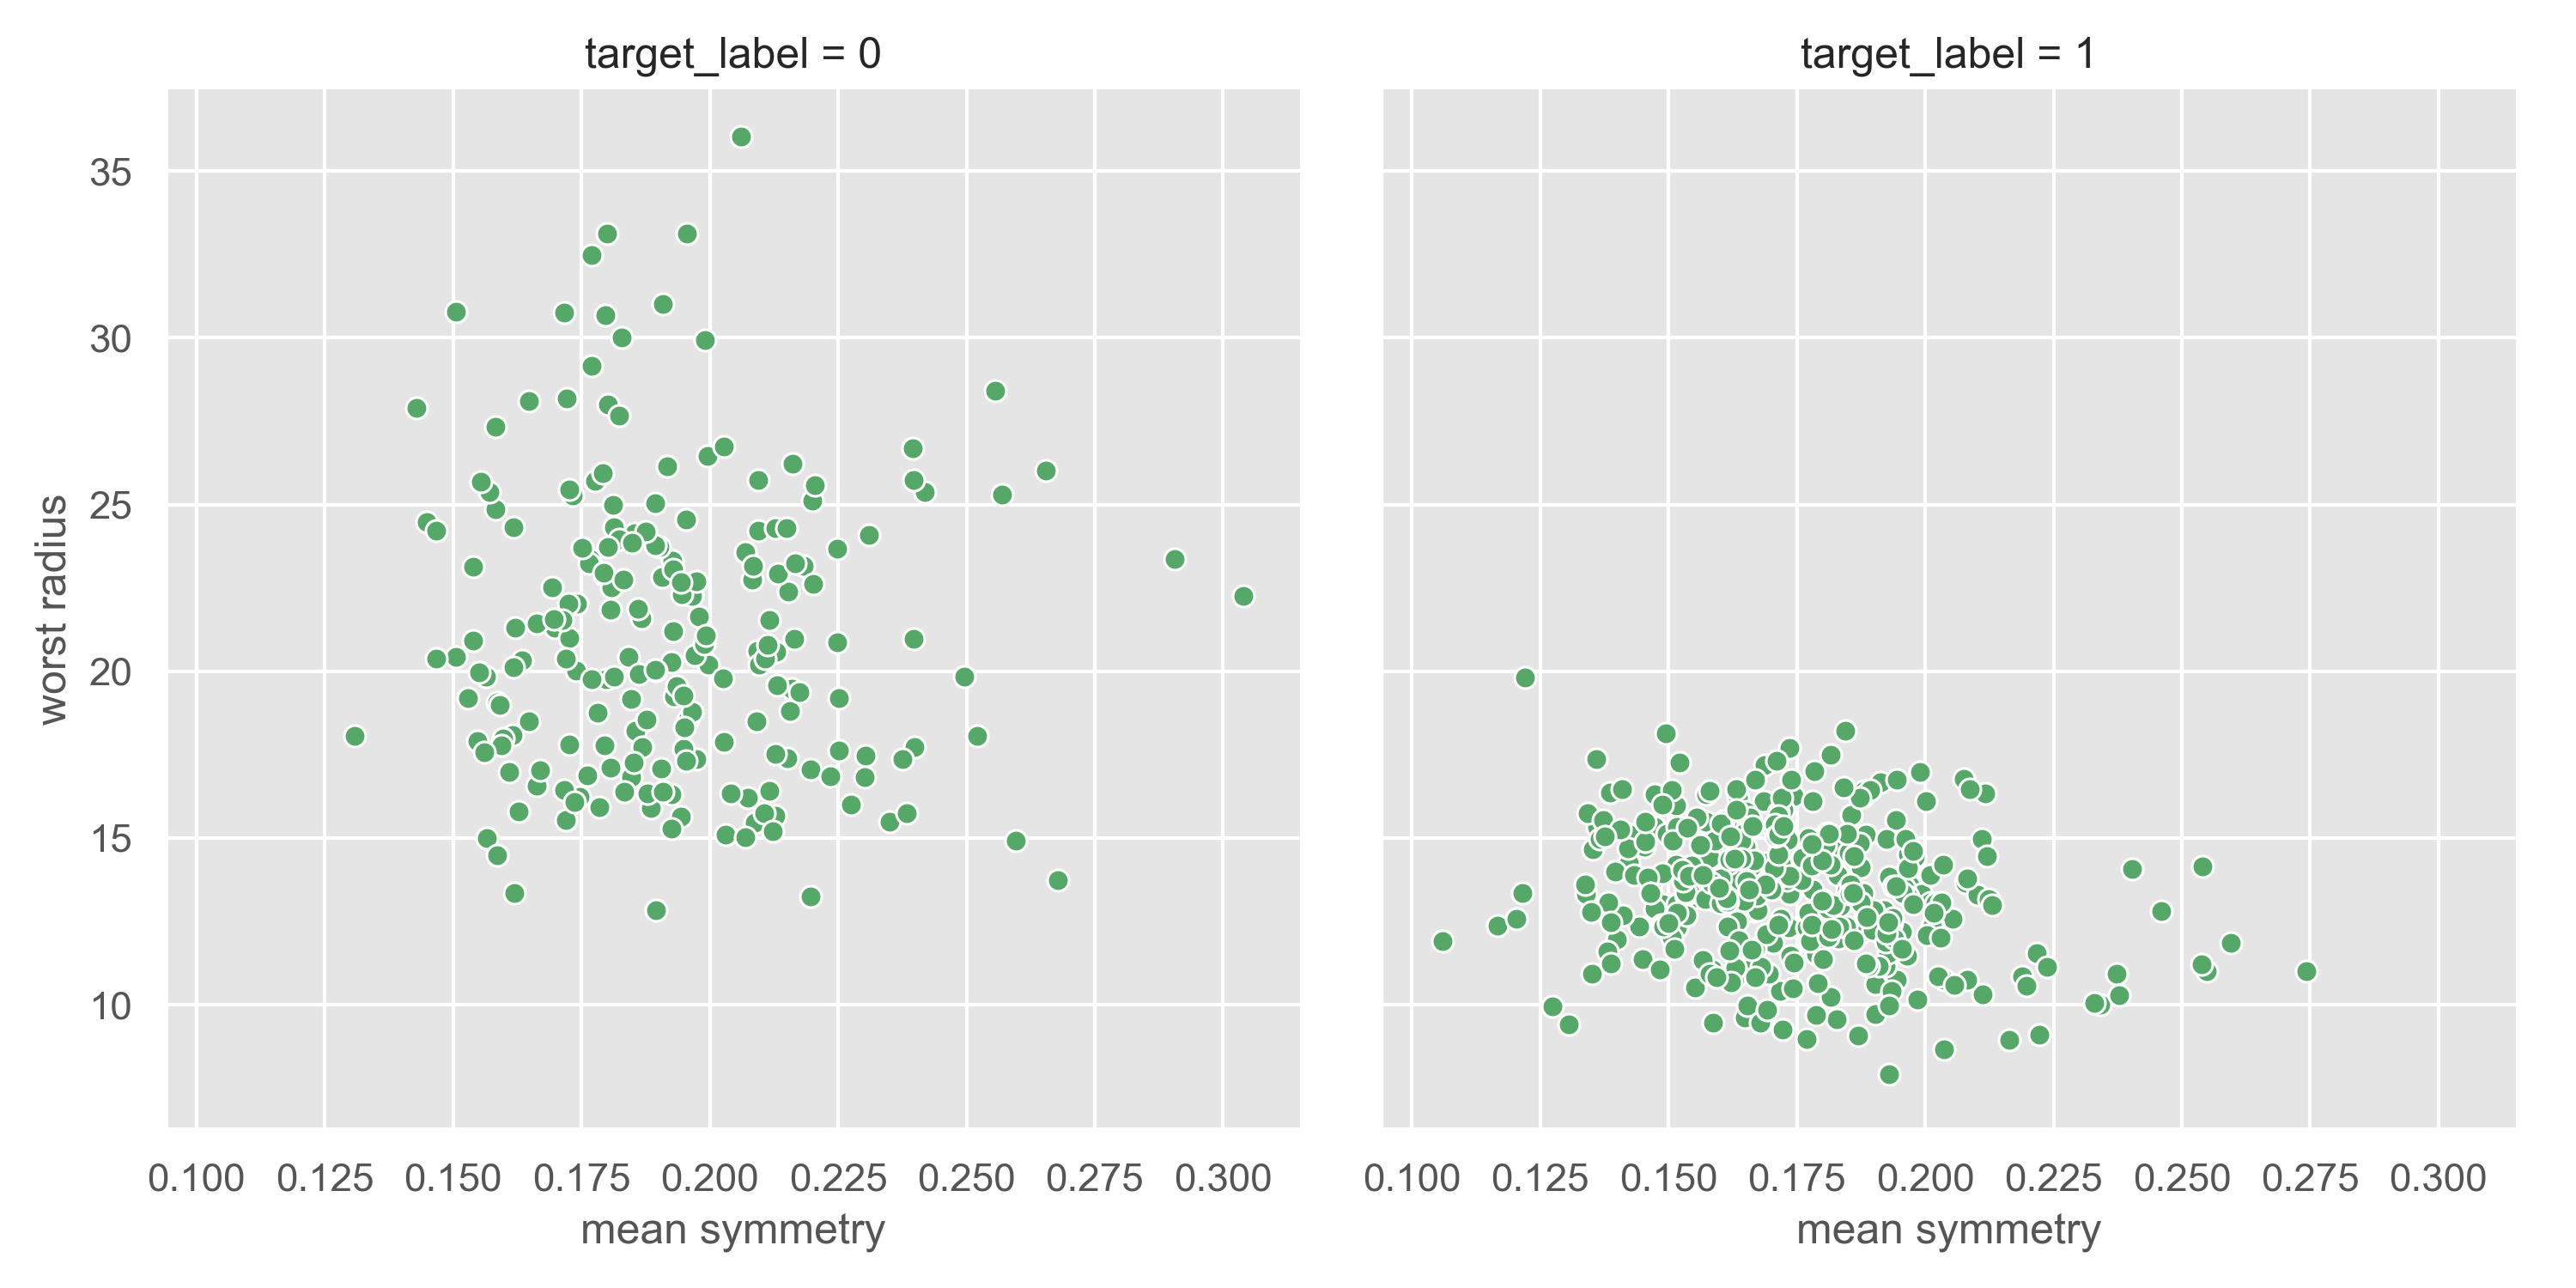 target_label = 0
target_label = 1
35
30
25
20
15
10
worst radius
0.100 0.125 0.150 0.175 0.200 0.225 0.250 0.275 0.300
0.100 0.125 0.150 0.175 0.200 0.225 0.250 0.275 0.300
mean symmetry
mean symmetry